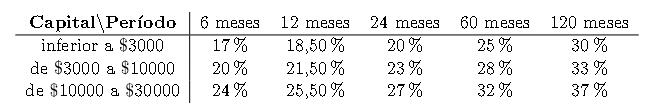 Capital\Período 6 meses 12 meses 24 meses 60 meses 120 meses
inferior a $3000 17 % 18,50 % 20 % 25 % 30 %
de $3000 a $10000 20 % 21,50 % 23 % 28 % 33 %
de $10000 a $30000 24 % 25,50 % 27 % 32 % 37 %